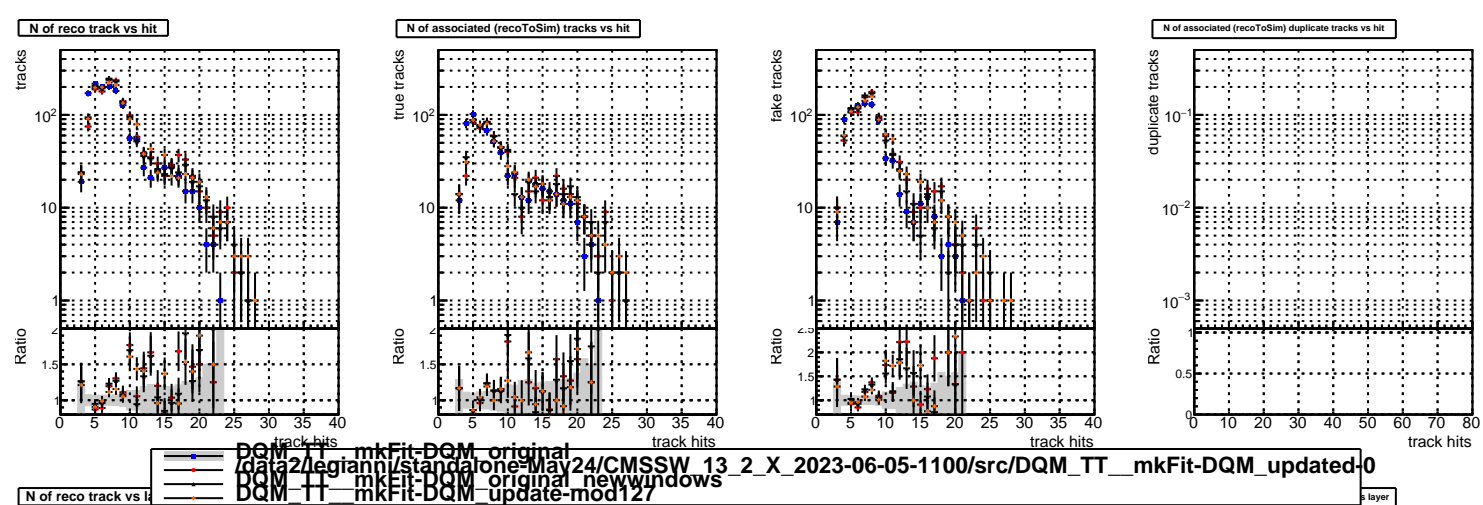 N of reco track vs hit
N of associated (recoToSim) tracks vs hit
N of associated (recoToSim) duplicate tracks vs hit
tracks
10²
10
1
Ratio
2
1.5
1
0 5 10 15 20 25 30 35 40
track hits
true tracks
10²
10
1
Ratio
2
1.5
1
0 5 10 15 20 25 30 35 40
track hits
fake tracks
10²
10
1
Ratio
2.5
2
1.5
1
0 5 10 15 20 25 30 35 40
track hits
duplicate tracks
10⁻¹
10⁻²
10⁻³
Ratio
1
0.5
0
0 10 20 30 40 50 60 70 80
track hits
DQM_TT__mkFit-DQM_original
/data2/legianni/standalone-May24/CMSSW_13_2_X_2023-06-05-1100/src/DQM_TT__mkFit-DQM_updated-0
DQM_TT__mkFit-DQM_original_newwindows
DQM_TT__mkFit-DQM_update-mod127
N of reco track vs la
s layer